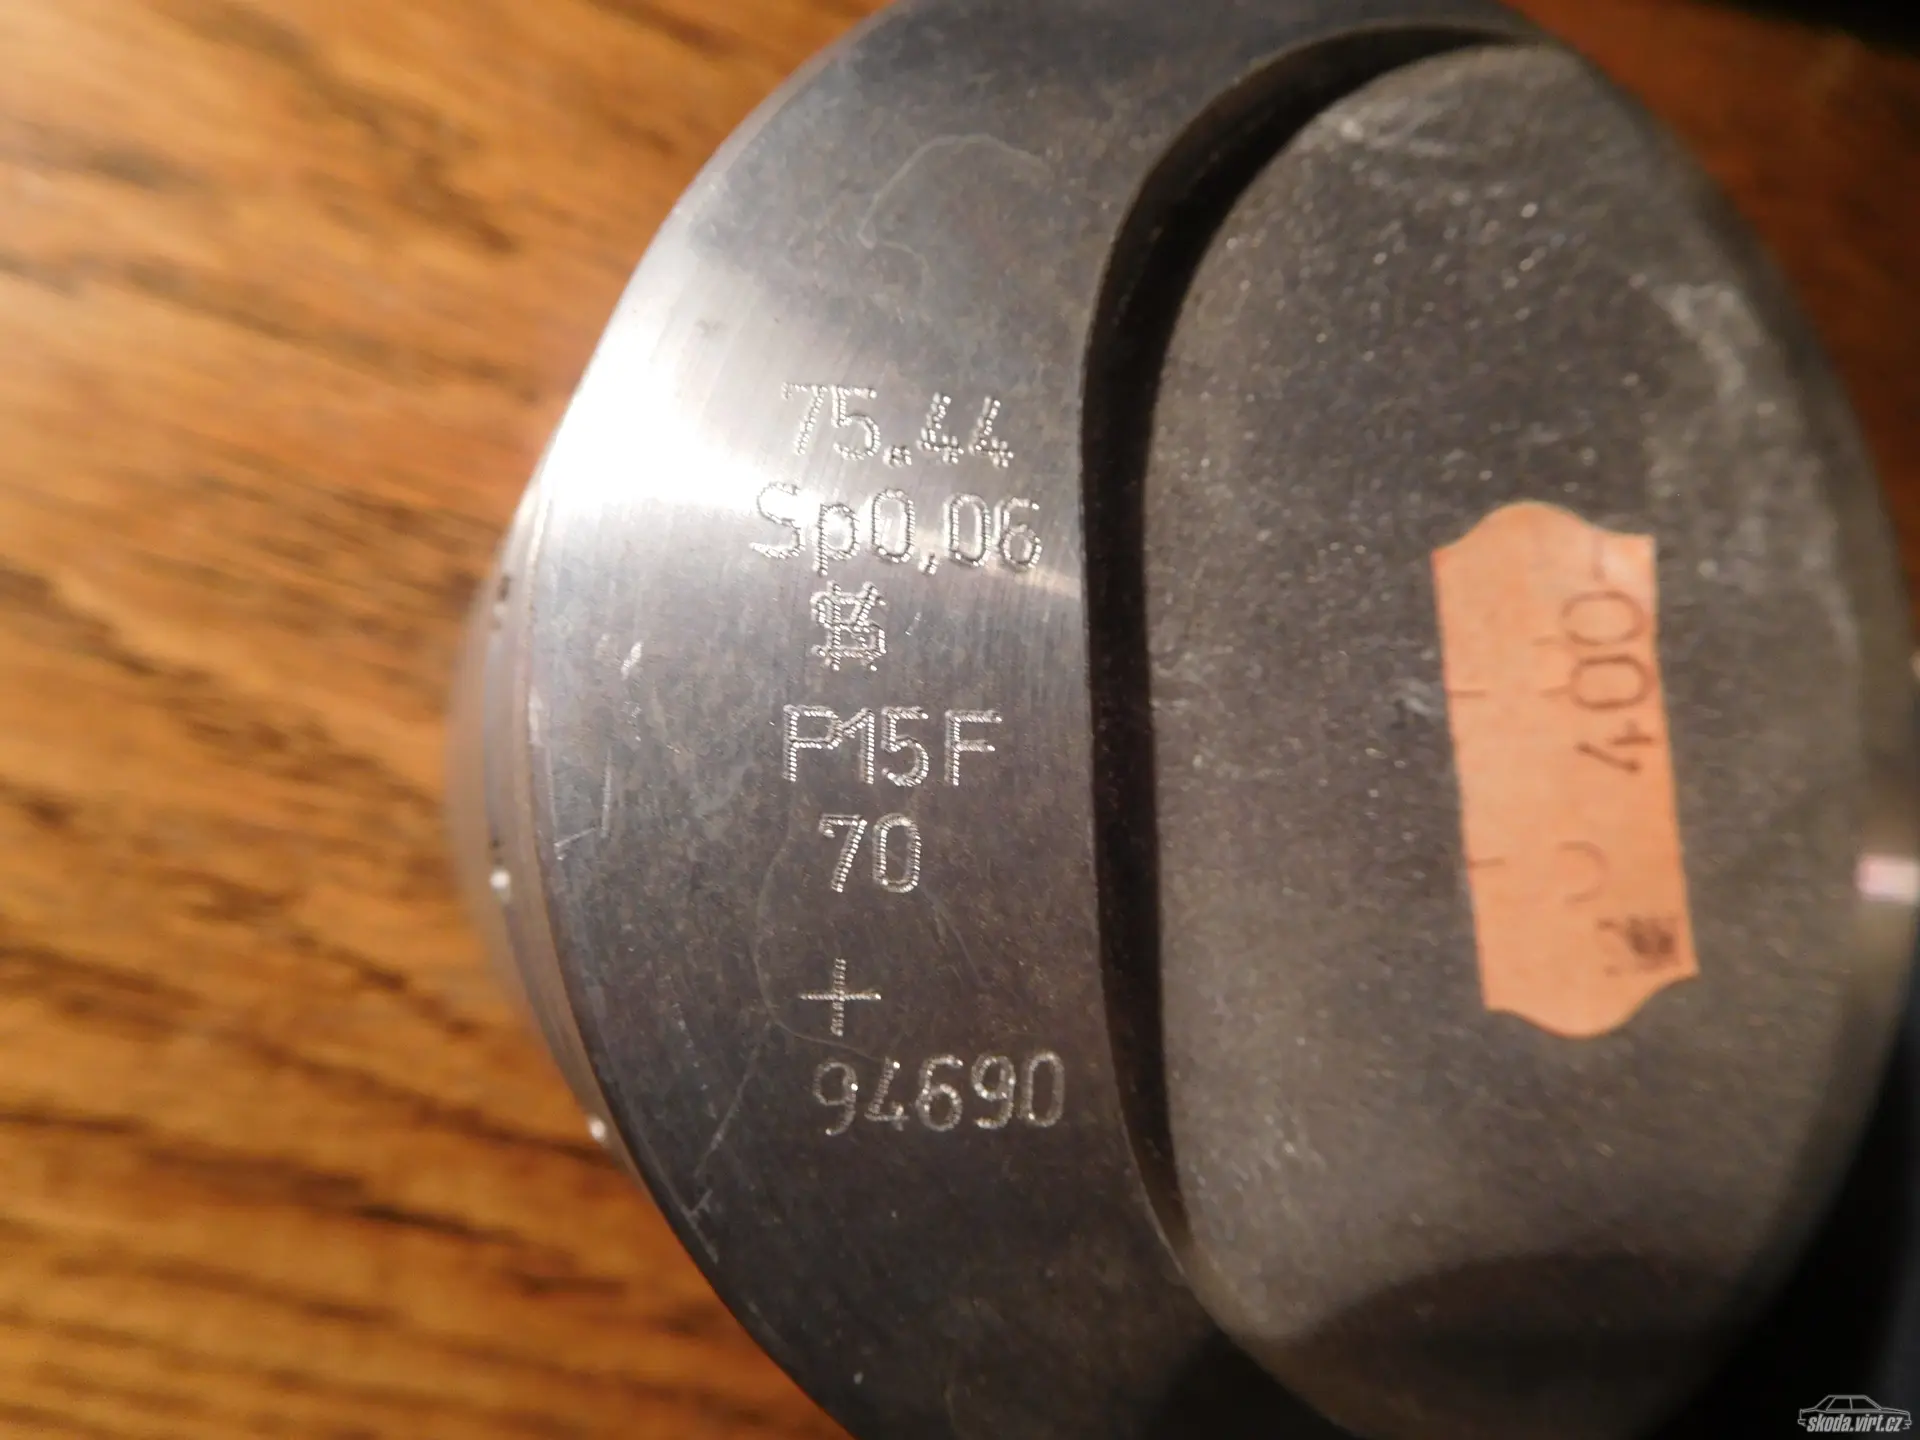 75.44
Sp0,06
P15F
70
+
94690
skoda.virt.cz